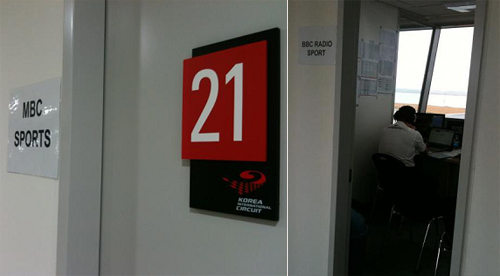 MBC
SPORTS
21
KOREA
INTERNATIONAL
CIRCUIT
BBC RADIO
SPORT